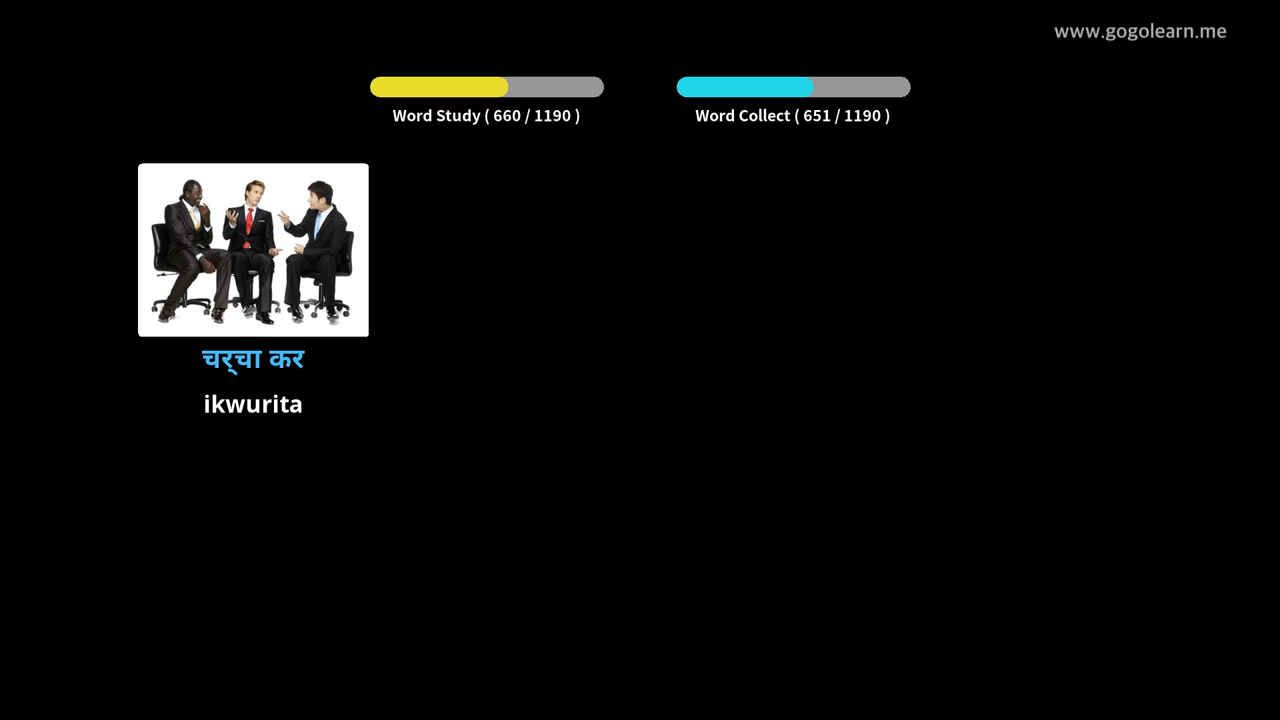 www.gogolearn.me
Word Study ( 660 / 1190 )
Word Collect ( 651 / 1190 )
चर्‌चा कर
ikwurita